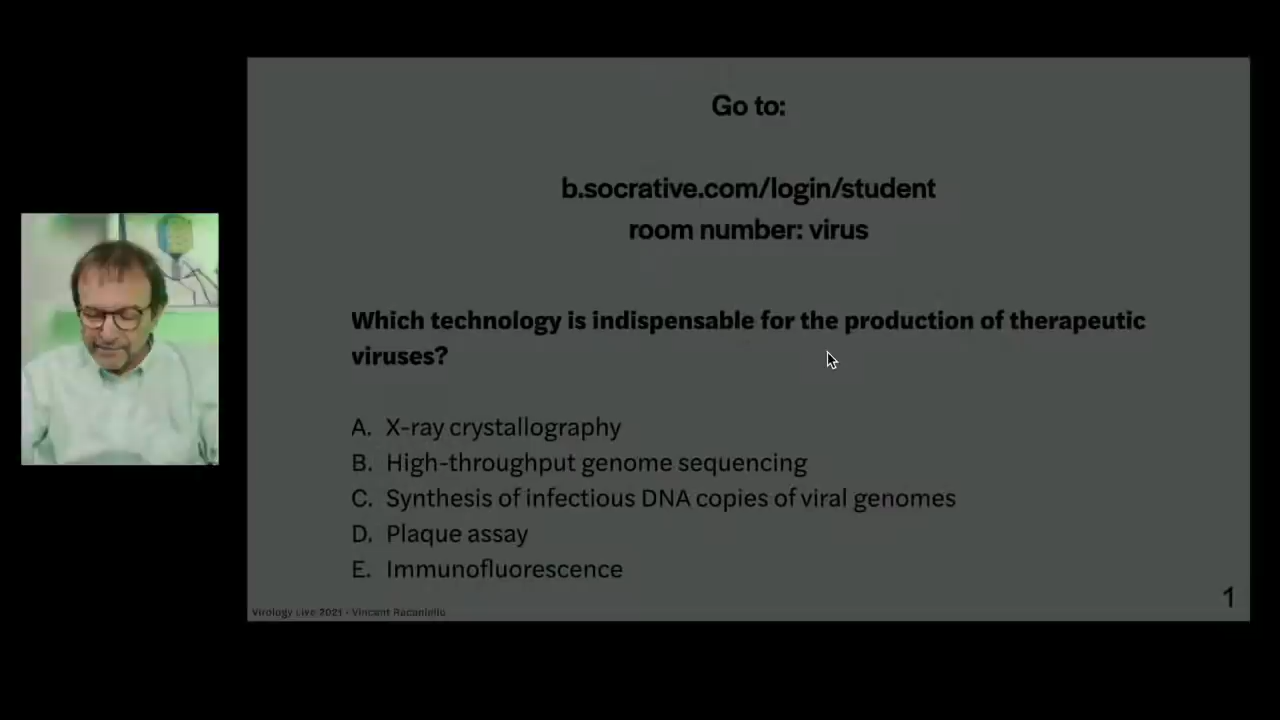 Go to:
b.socrative.com/login/student
room number: virus
Which technology is indispensable for the production of therapeutic
viruses?
A. X-ray crystallography
B. High-throughput genome sequencing
C. Synthesis of infectious DNA copies of viral genomes
D. Plaque assay
E. Immunofluorescence
Virology Live 2021 • Vincent Racaniello
1